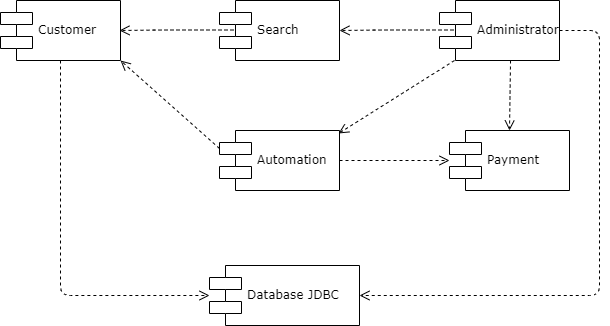 Customer
Search
Administrator
Automation
Payment
Database JDBC